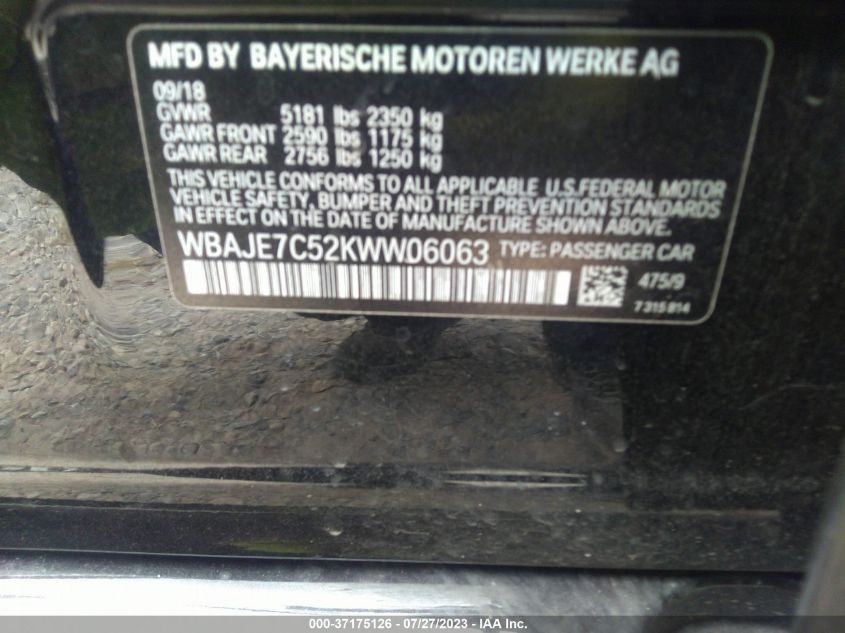 MFD BY BAYERISCHE MOTOREN WERKE AG
09/18
GVWR 5181 lbs 2350 kg
GAWR FRONT 2590 lbs 1175 kg
GAWR REAR 2756 lbs 1250 kg
THIS VEHICLE CONFORMS TO ALL APPLICABLE U.S.FEDERAL MOTOR
VEHICLE SAFETY, BUMPER AND THEFT PREVENTION STANDARDS
IN EFFECT ON THE DATE OF MANUFACTURE SHOWN ABOVE.
WBAJE7C52KWW06063 TYPE: PASSENGER CAR
475/9
7 315 814
000-37175126 - 07/27/2023 - IAA Inc.